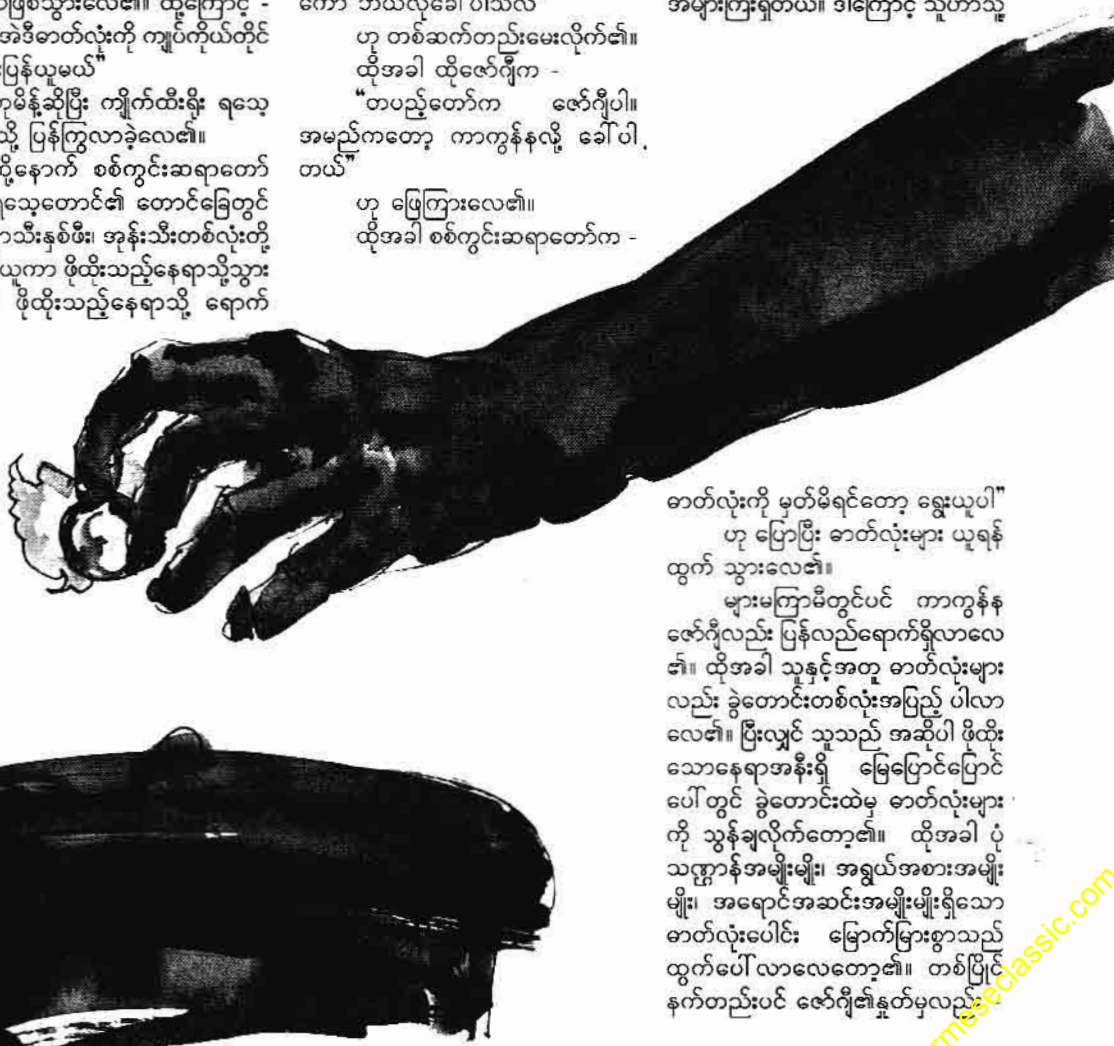 ဖြစ်သွားလေ၏။ ထို့ကြောင့် -
အဲဒီဓာတ်လုံးကို ကျုပ်ကိုယ်တိုင်
ပြန်ယူမယ်”
မိန့်ဆိုပြီး ကျိုက်ထီးရိုး ရသေ့
သို့ ပြန်ကြွလာခဲ့လေ၏။
ထို့နောက် စစ်ကွင်းဆရာတော်
ရသေ့တောင်၏ တောင်ခြေတွင်
သီးနှစ်ဖီး၊ အုန်းသီးတစ်လုံးတို့
ယူကာ ဖိုထိုးသည့်နေရာသို့သွား
ဖိုထိုးသည့်နေရာသို့ ရောက်
ကော ဘယ်လိုခေါ်ပါသလဲ”
ဟု တစ်ဆက်တည်းမေးလိုက်၏။
ထိုအခါ ထိုဇော်ဂျီက -
“တပည့်တော်က ဇော်ဂျီပါ။
အမည်ကတော့ ကာကွန်နလို့ ခေါ်ပါ
တယ်”
ဟု ဖြေကြားလေ၏။
ထိုအခါ စစ်ကွင်းဆရာတော်က -
အများကြီးရှိတယ်။ ဒါကြောင့် သူဟာသူ
ဓာတ်လုံးကို မှတ်မိရင်တော့ ရွေးယူပါ”
ဟု ပြောပြီး ဓာတ်လုံးများ ယူရန်
ထွက် သွားလေ၏။
များမကြာမီတွင်ပင် ကာကွန်န
ဇော်ဂျီလည်း ပြန်လည်ရောက်ရှိလာလေ
၏။ ထိုအခါ သူနှင့်အတူ ဓာတ်လုံးများ
လည်း ခွဲတောင်းတစ်လုံးအပြည့် ပါလာ
လေ၏။ ပြီးလျှင် သူသည် အဆိုပါ ဖိုထိုး
သောနေရာအနီးရှိ မြေပြောင်ပြောင်
ပေါ်တွင် ခွဲတောင်းထဲမှ ဓာတ်လုံးများ
ကို သွန်ချလိုက်တော့၏။ ထိုအခါ ပုံ
သဏ္ဌာန်အမျိုးမျိုး၊ အရွယ်အစားအမျိုး
မျိုး၊ အရောင်အဆင်းအမျိုးမျိုးရှိသော
ဓာတ်လုံးပေါင်း မြောက်မြားစွာသည်
ထွက်ပေါ်လာလေတော့၏။ တစ်ပြိုင်
နက်တည်းပင် ဇော်ဂျီ၏နှုတ်မှလည်း -
rmeseclassic.com